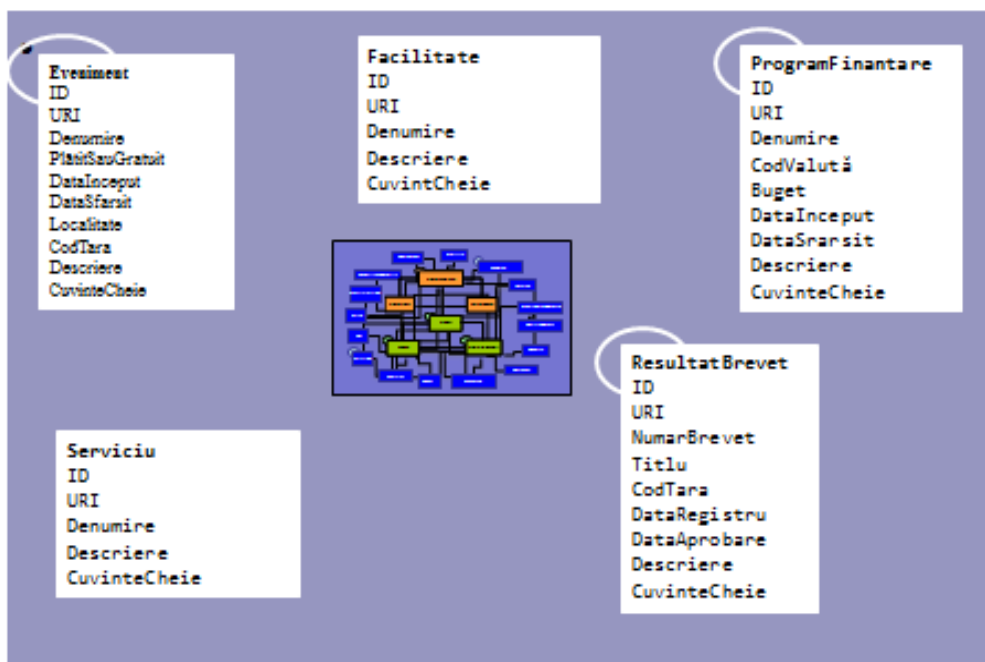 Eveniment
ID
URI
Denumire
PlătitSauGratuit
DataInceput
DataSfarsit
Localitate
CodTara
Descriere
CuvinteCheie
Facilitate
ID
URI
Denumire
Descriere
CuvintCheie
ProgramFinantare
ID
URI
Denumire
CodValută
Buget
DataInceput
DataSrarsit
Descriere
CuvinteCheie
Serviciu
ID
URI
Denumire
Descriere
CuvinteCheie
ResultatBrevet
ID
URI
NumarBrevet
Titlu
CodTara
DataRegistru
DataAprobare
Descriere
CuvinteCheie